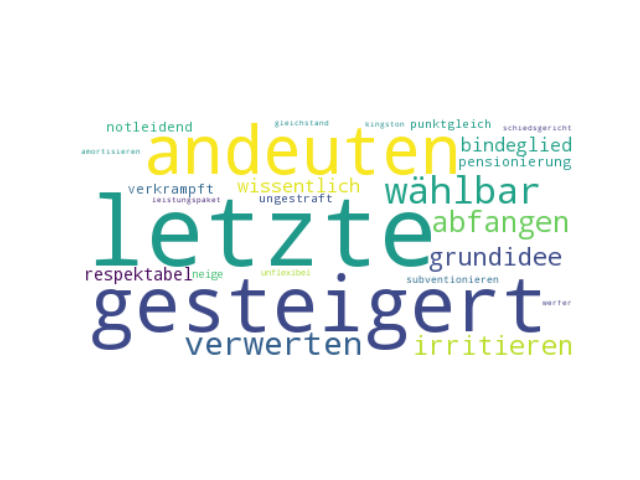 gleichstand kingston punktgleich schiedsgericht
notleidend
andeuten bindeglied
amortisieren pensionierung
verkrampft wissentlich wählbar
leistungspaket ungestraft
letzte abfangen
grundidee
respektabel neige unflexibel subventionieren
gesteigert werfer
verwerten irritieren